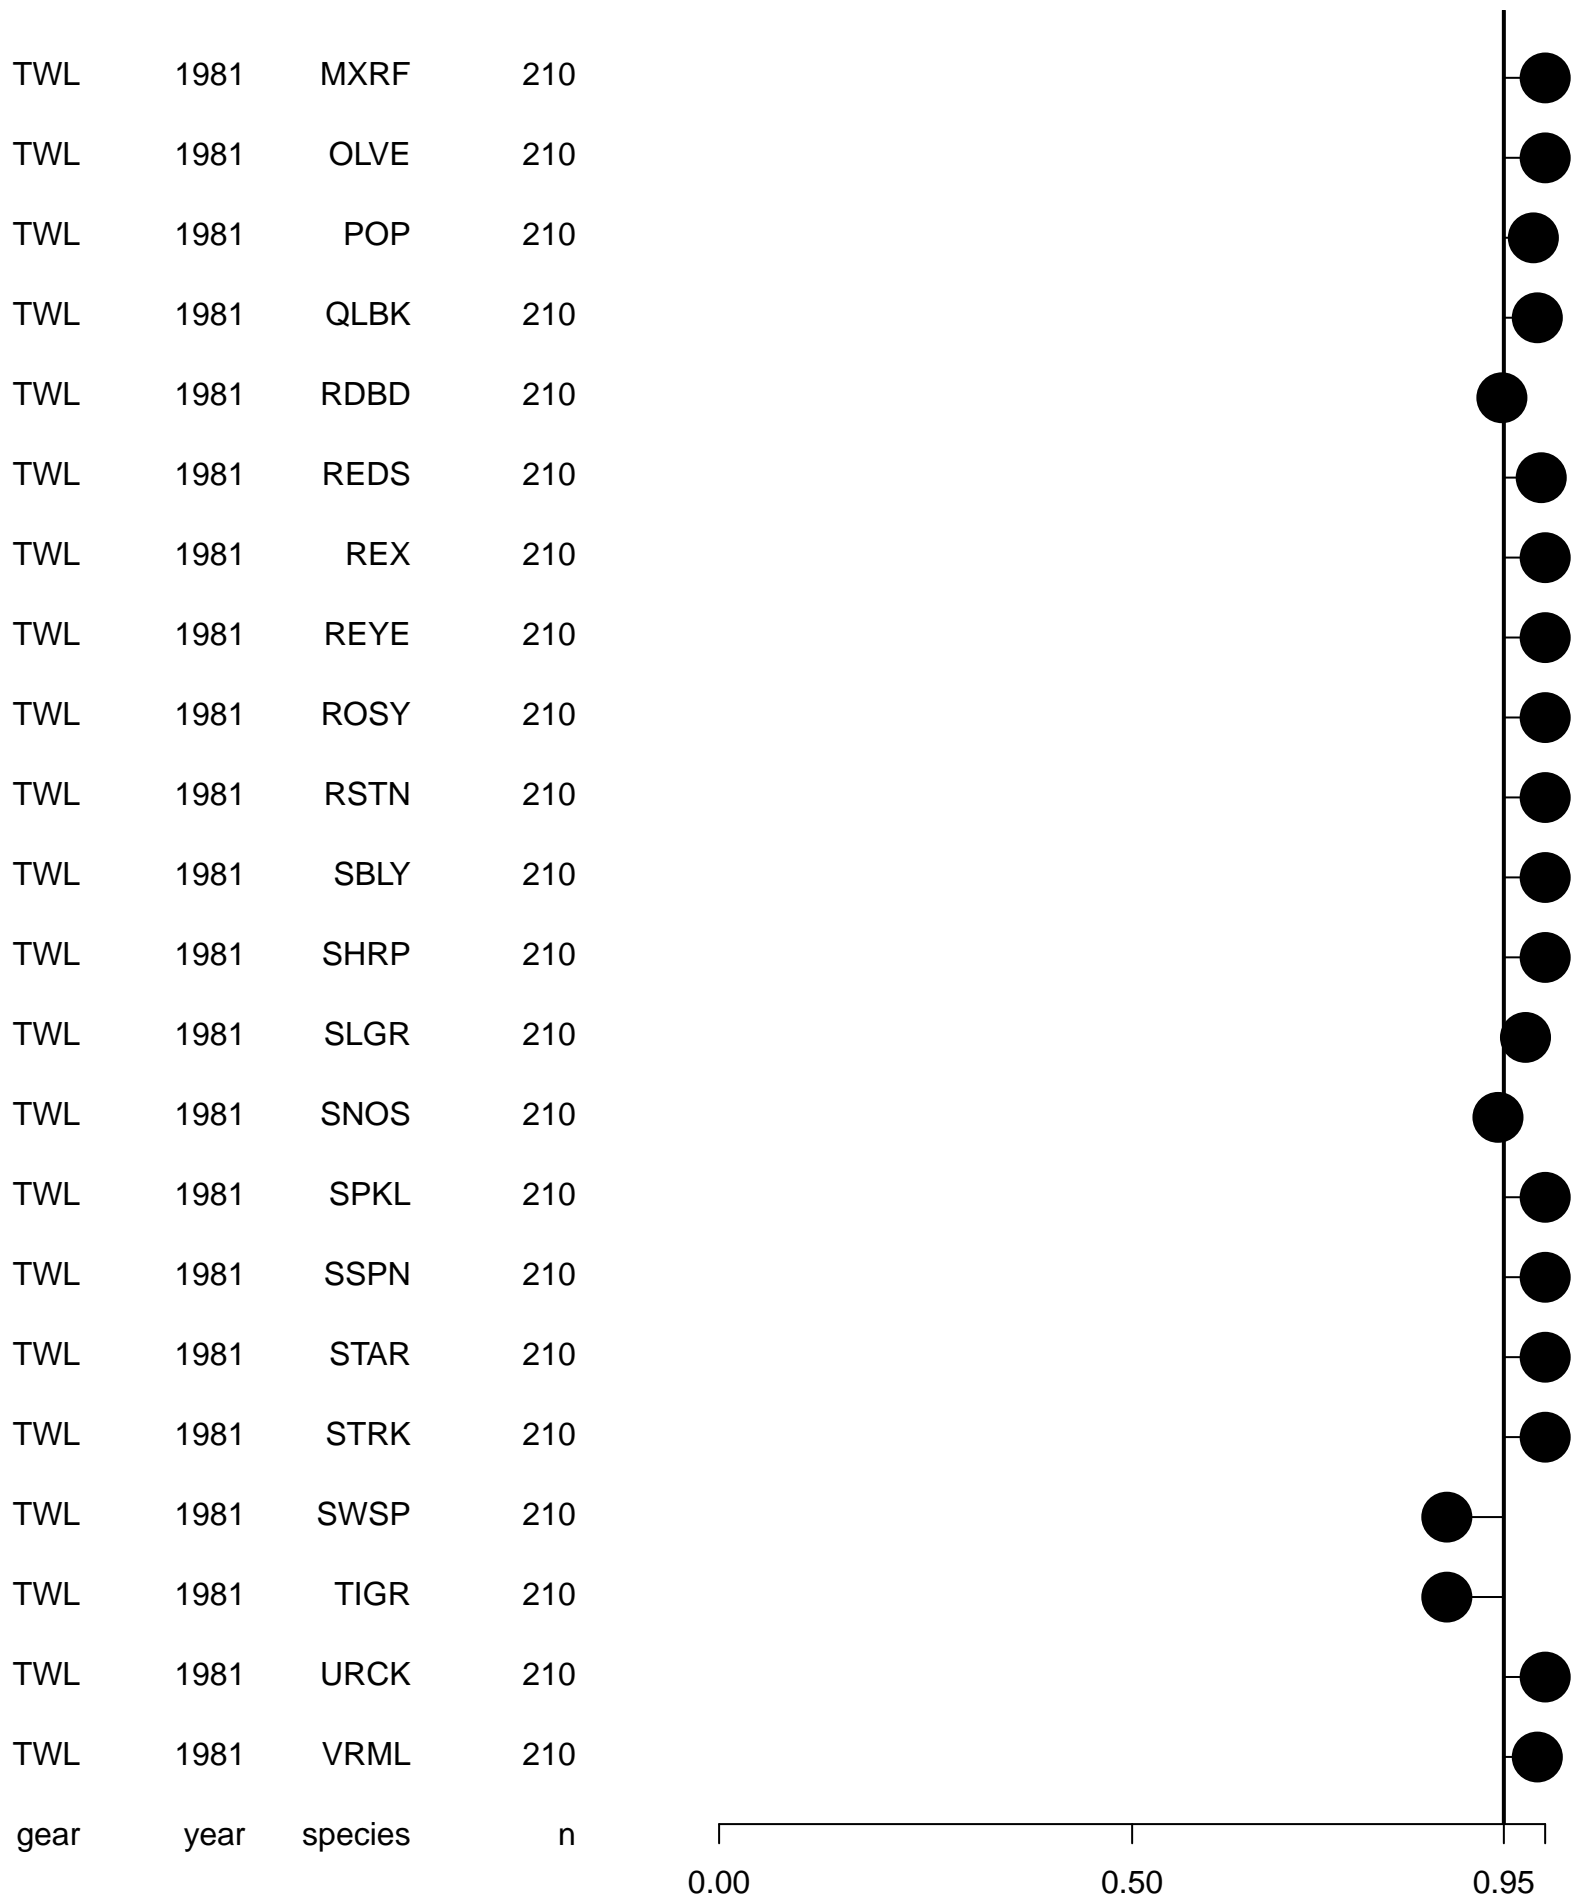 TWL 1981 MXRF 210
TWL 1981 OLVE 210
TWL 1981 POP 210
TWL 1981 QLBK 210
TWL 1981 RDBD 210
TWL 1981 REDS 210
TWL 1981 REX 210
TWL 1981 REYE 210
TWL 1981 ROSY 210
TWL 1981 RSTN 210
TWL 1981 SBLY 210
TWL 1981 SHRP 210
TWL 1981 SLGR 210
TWL 1981 SNOS 210
TWL 1981 SPKL 210
TWL 1981 SSPN 210
TWL 1981 STAR 210
TWL 1981 STRK 210
TWL 1981 SWSP 210
TWL 1981 TIGR 210
TWL 1981 URCK 210
TWL 1981 VRML 210
gear year species n
0.00 0.50 0.95